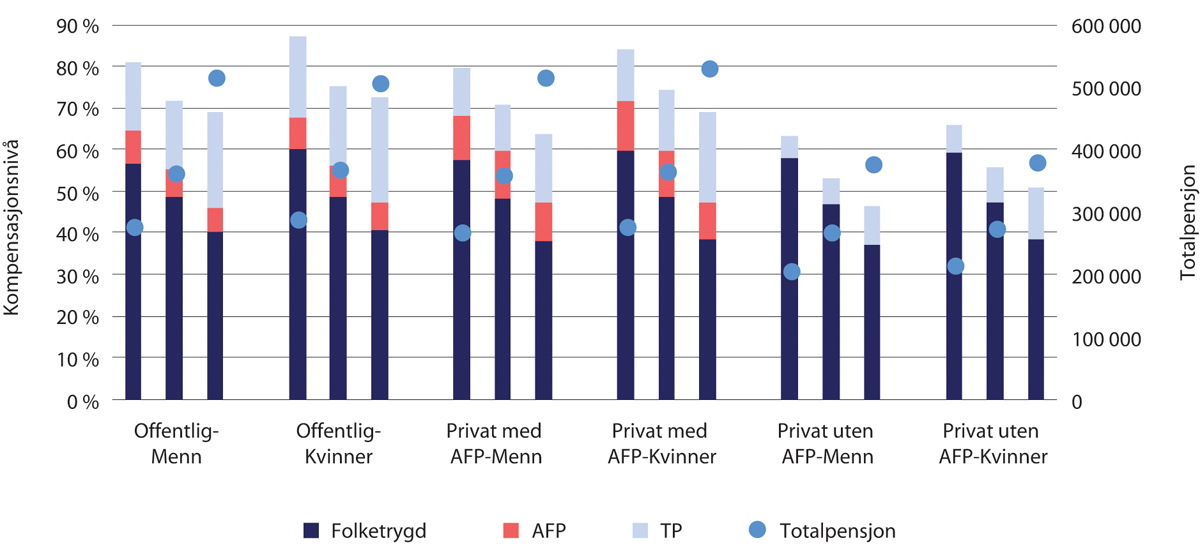 Kompensasjonsnivå
90 %
80 %
70 %
60 %
50 %
40 %
30 %
20 %
10 %
0 %
600 000
500 000
400 000
300 000
200 000
100 000
0
Totalpensjon
Offentlig-
Menn
Offentlig-
Kvinner
Privat med
AFP-Menn
Privat med
AFP-Kvinner
Privat uten
AFP-Menn
Privat uten
AFP-Kvinner
Folketrygd
AFP
TP
Totalpensjon